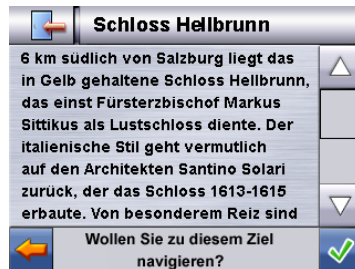 Schloss Hellbrunn
6 km südlich von Salzburg liegt das
in Gelb gehaltene Schloss Hellbrunn,
das einst Fürsterzbischof Markus
Sittikus als Lustschloss diente. Der
italienische Stil geht vermutlich
auf den Architekten Santino Solari
zurück, der das Schloss 1613-1615
erbaute. Von besonderem Reiz sind
Wollen Sie zu diesem Ziel
navigieren?